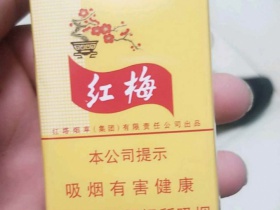 红梅
红塔烟草(集团)有限责任公司出品
本公司提示
吸烟有害健康